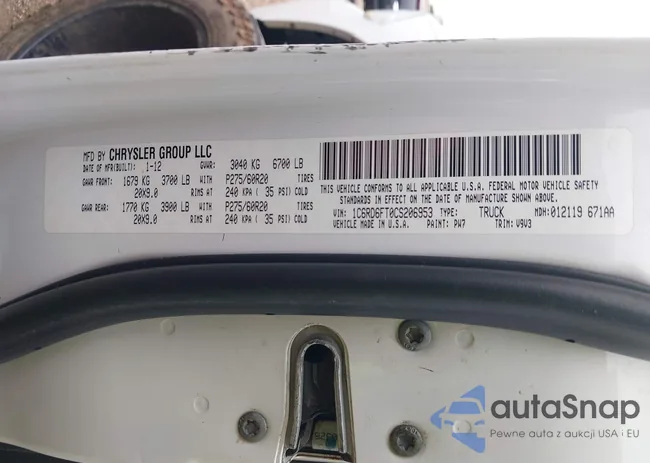 MFD BY CHRYSLER GROUP LLC
DATE OF MFR(BUILT): 1-12 GVWR: 3040 KG 6700 LB
GAWR FRONT: 1679 KG 3700 LB WITH P275/60R20 TIRES
20X9.0 RIMS AT 240 KPA ( 35 PSI) COLD
GAWR REAR: 1770 KG 3900 LB WITH P275/60R20 TIRES
20X9.0 RIMS AT 240 KPA ( 35 PSI) COLD
THIS VEHICLE CONFORMS TO ALL APPLICABLE U.S.A. FEDERAL MOTOR VEHICLE SAFETY
STANDARDS IN EFFECT ON THE DATE OF MANUFACTURE SHOWN ABOVE.
VIN: 1C6RD6FT0CS206953 TYPE: TRUCK MDH: 012119 671AA
VEHICLE MADE IN U.S.A. PAINT: PW7 TRIM: V9V3
autaSnap
Pewne auta z aukcji USA i EU